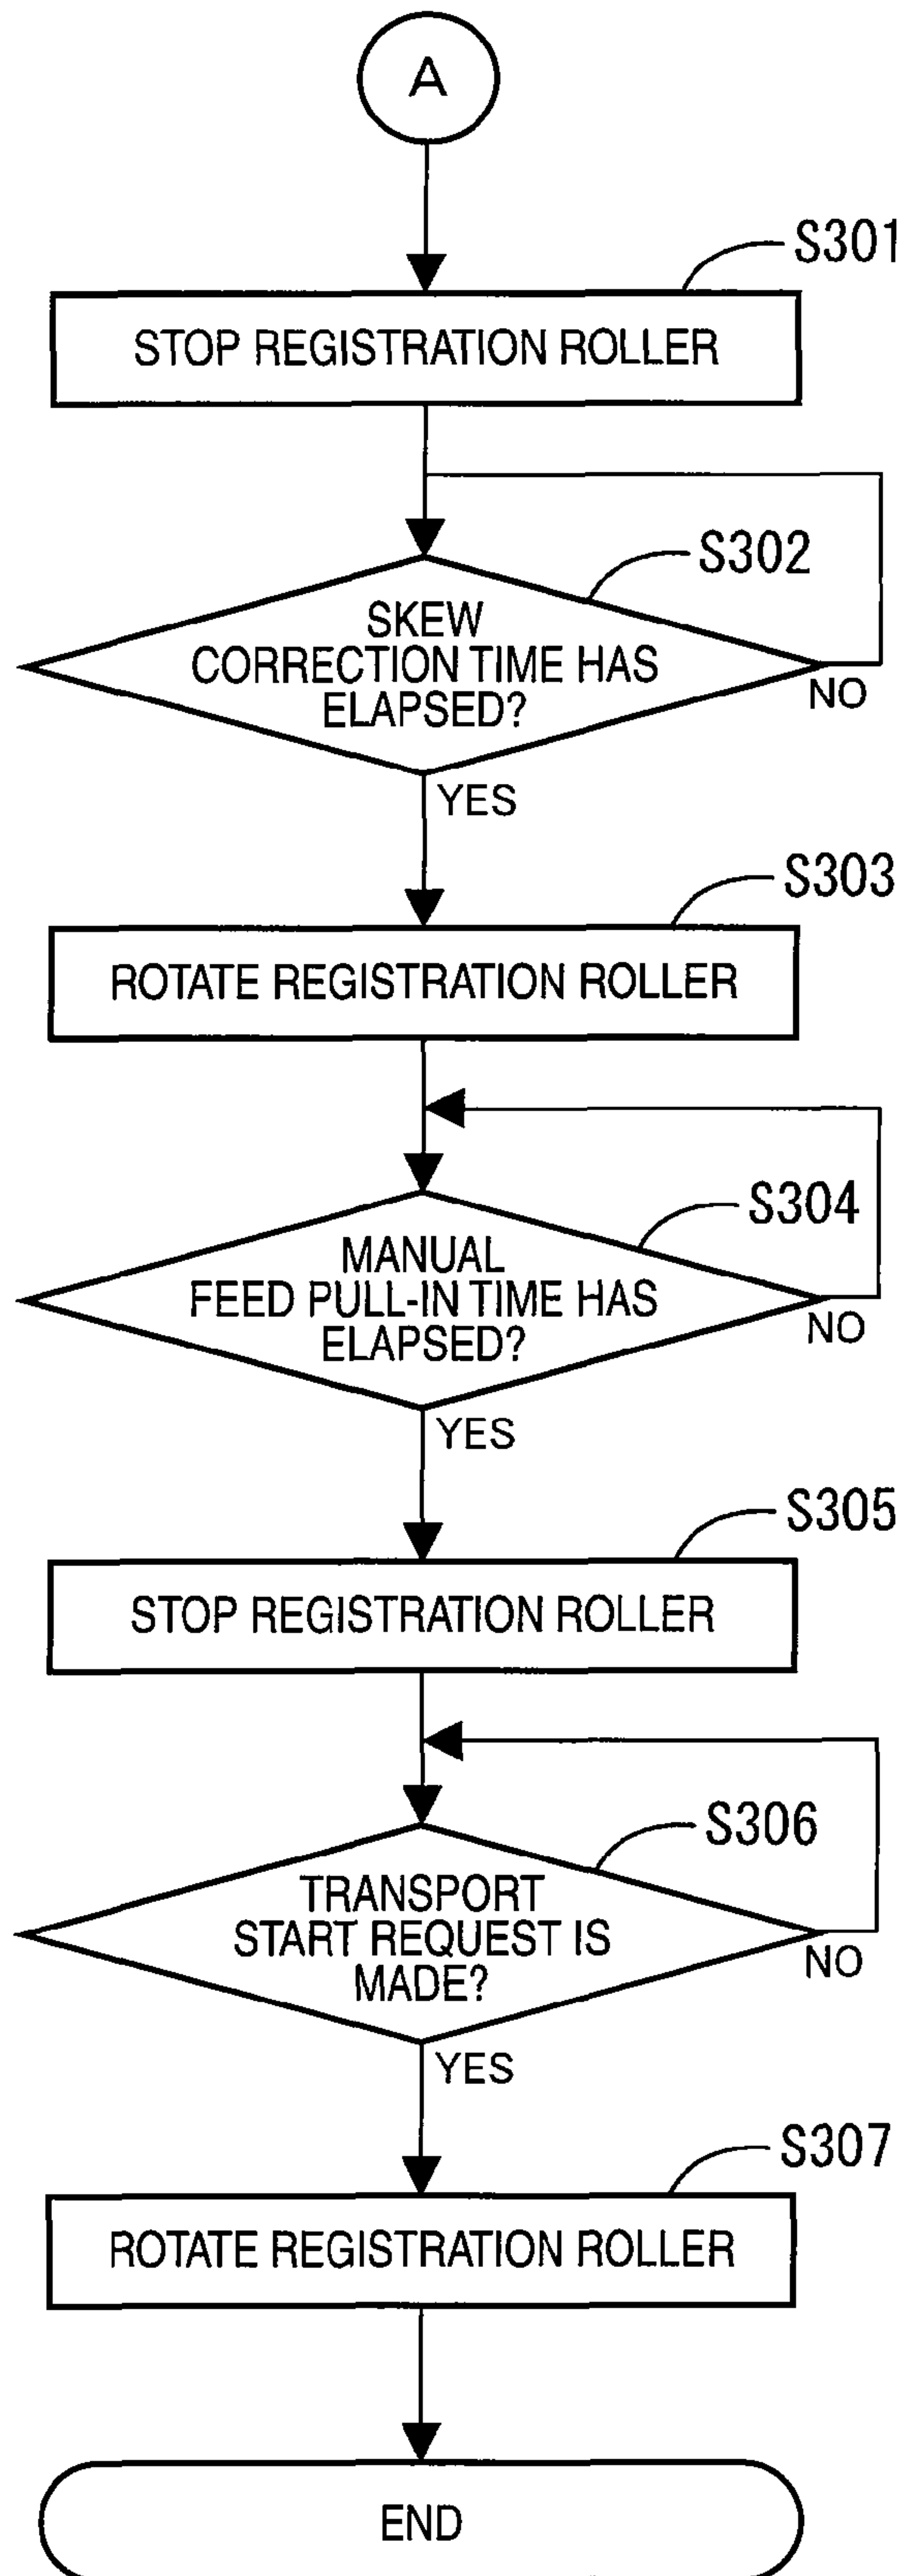 A
S301
STOP REGISTRATION ROLLER
S302
SKEW
CORRECTION TIME HAS
ELAPSED?
NO
YES
S303
ROTATE REGISTRATION ROLLER
S304
MANUAL
FEED PULL-IN TIME HAS
ELAPSED?
NO
YES
S305
STOP REGISTRATION ROLLER
S306
TRANSPORT
START REQUEST IS
MADE?
NO
YES
S307
ROTATE REGISTRATION ROLLER
END